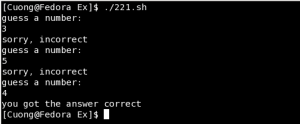 [Cuong@Fedora Ex]$ ./221.sh
guess a number:
3
sorry, incorrect
guess a number:
5
sorry, incorrect
guess a number:
4
you got the answer correct
[Cuong@Fedora Ex]$